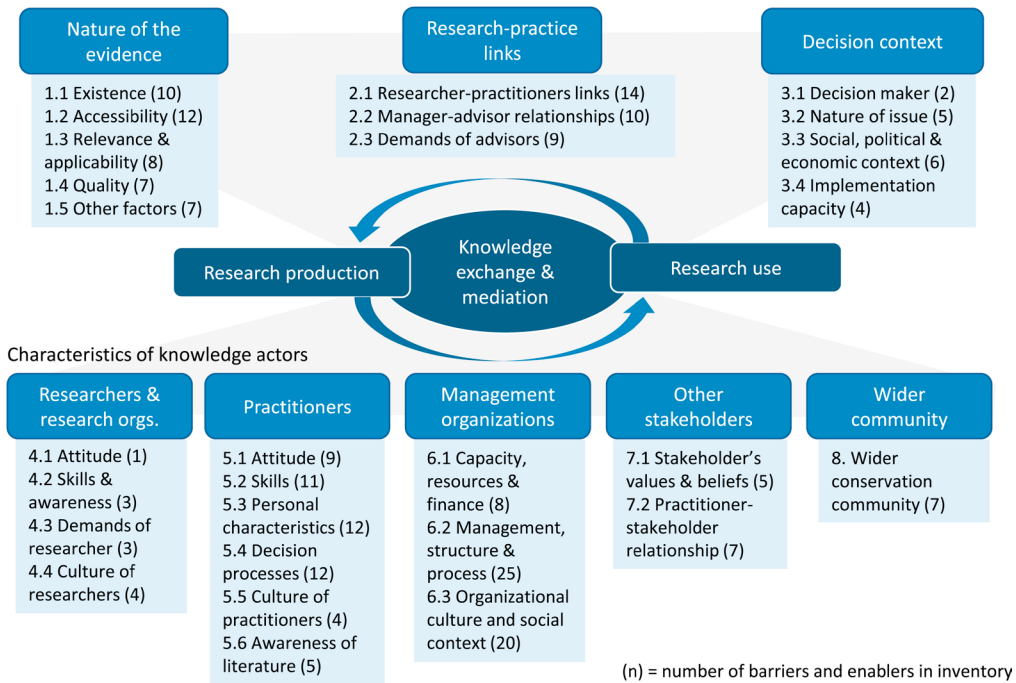 Nature of the
evidence
1.1 Existence (10)
1.2 Accessibility (12)
1.3 Relevance &
applicability (8)
1.4 Quality (7)
1.5 Other factors (7)
Research-practice
links
2.1 Researcher-practitioners links (14)
2.2 Manager-advisor relationships (10)
2.3 Demands of advisors (9)
Decision context
3.1 Decision maker (2)
3.2 Nature of issue (5)
3.3 Social, political &
economic context (6)
3.4 Implementation
capacity (4)
Research production
Knowledge
exchange &
mediation
Research use
Characteristics of knowledge actors
Researchers &
research orgs.
4.1 Attitude (1)
4.2 Skills &
awareness (3)
4.3 Demands of
researcher (3)
4.4 Culture of
researchers (4)
Practitioners
5.1 Attitude (9)
5.2 Skills (11)
5.3 Personal
characteristics (12)
5.4 Decision
processes (12)
5.5 Culture of
practitioners (4)
5.6 Awareness of
literature (5)
Management
organizations
6.1 Capacity,
resources &
finance (8)
6.2 Management,
structure &
process (25)
6.3 Organizational
culture and social
context (20)
Other
stakeholders
7.1 Stakeholder's
values & beliefs (5)
7.2 Practitioner-
stakeholder
relationship (7)
Wider
community
8. Wider
conservation
community (7)
(n) = number of barriers and enablers in inventory